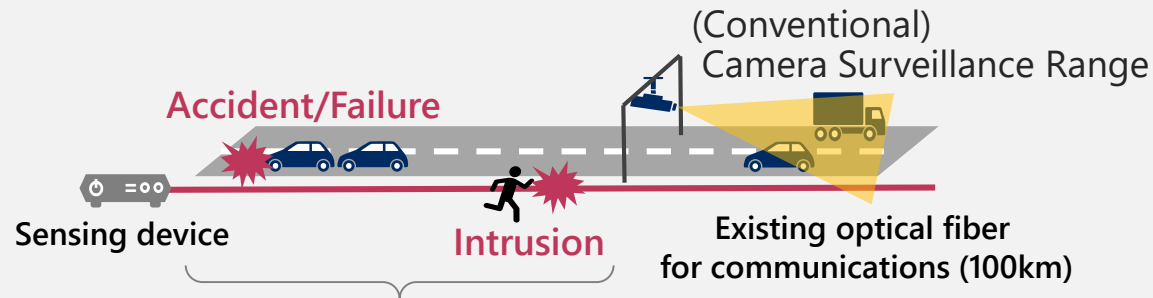 (Conventional)
Camera Surveillance Range
Accident/Failure
Sensing device
Intrusion
Existing optical fiber
for communications (100km)